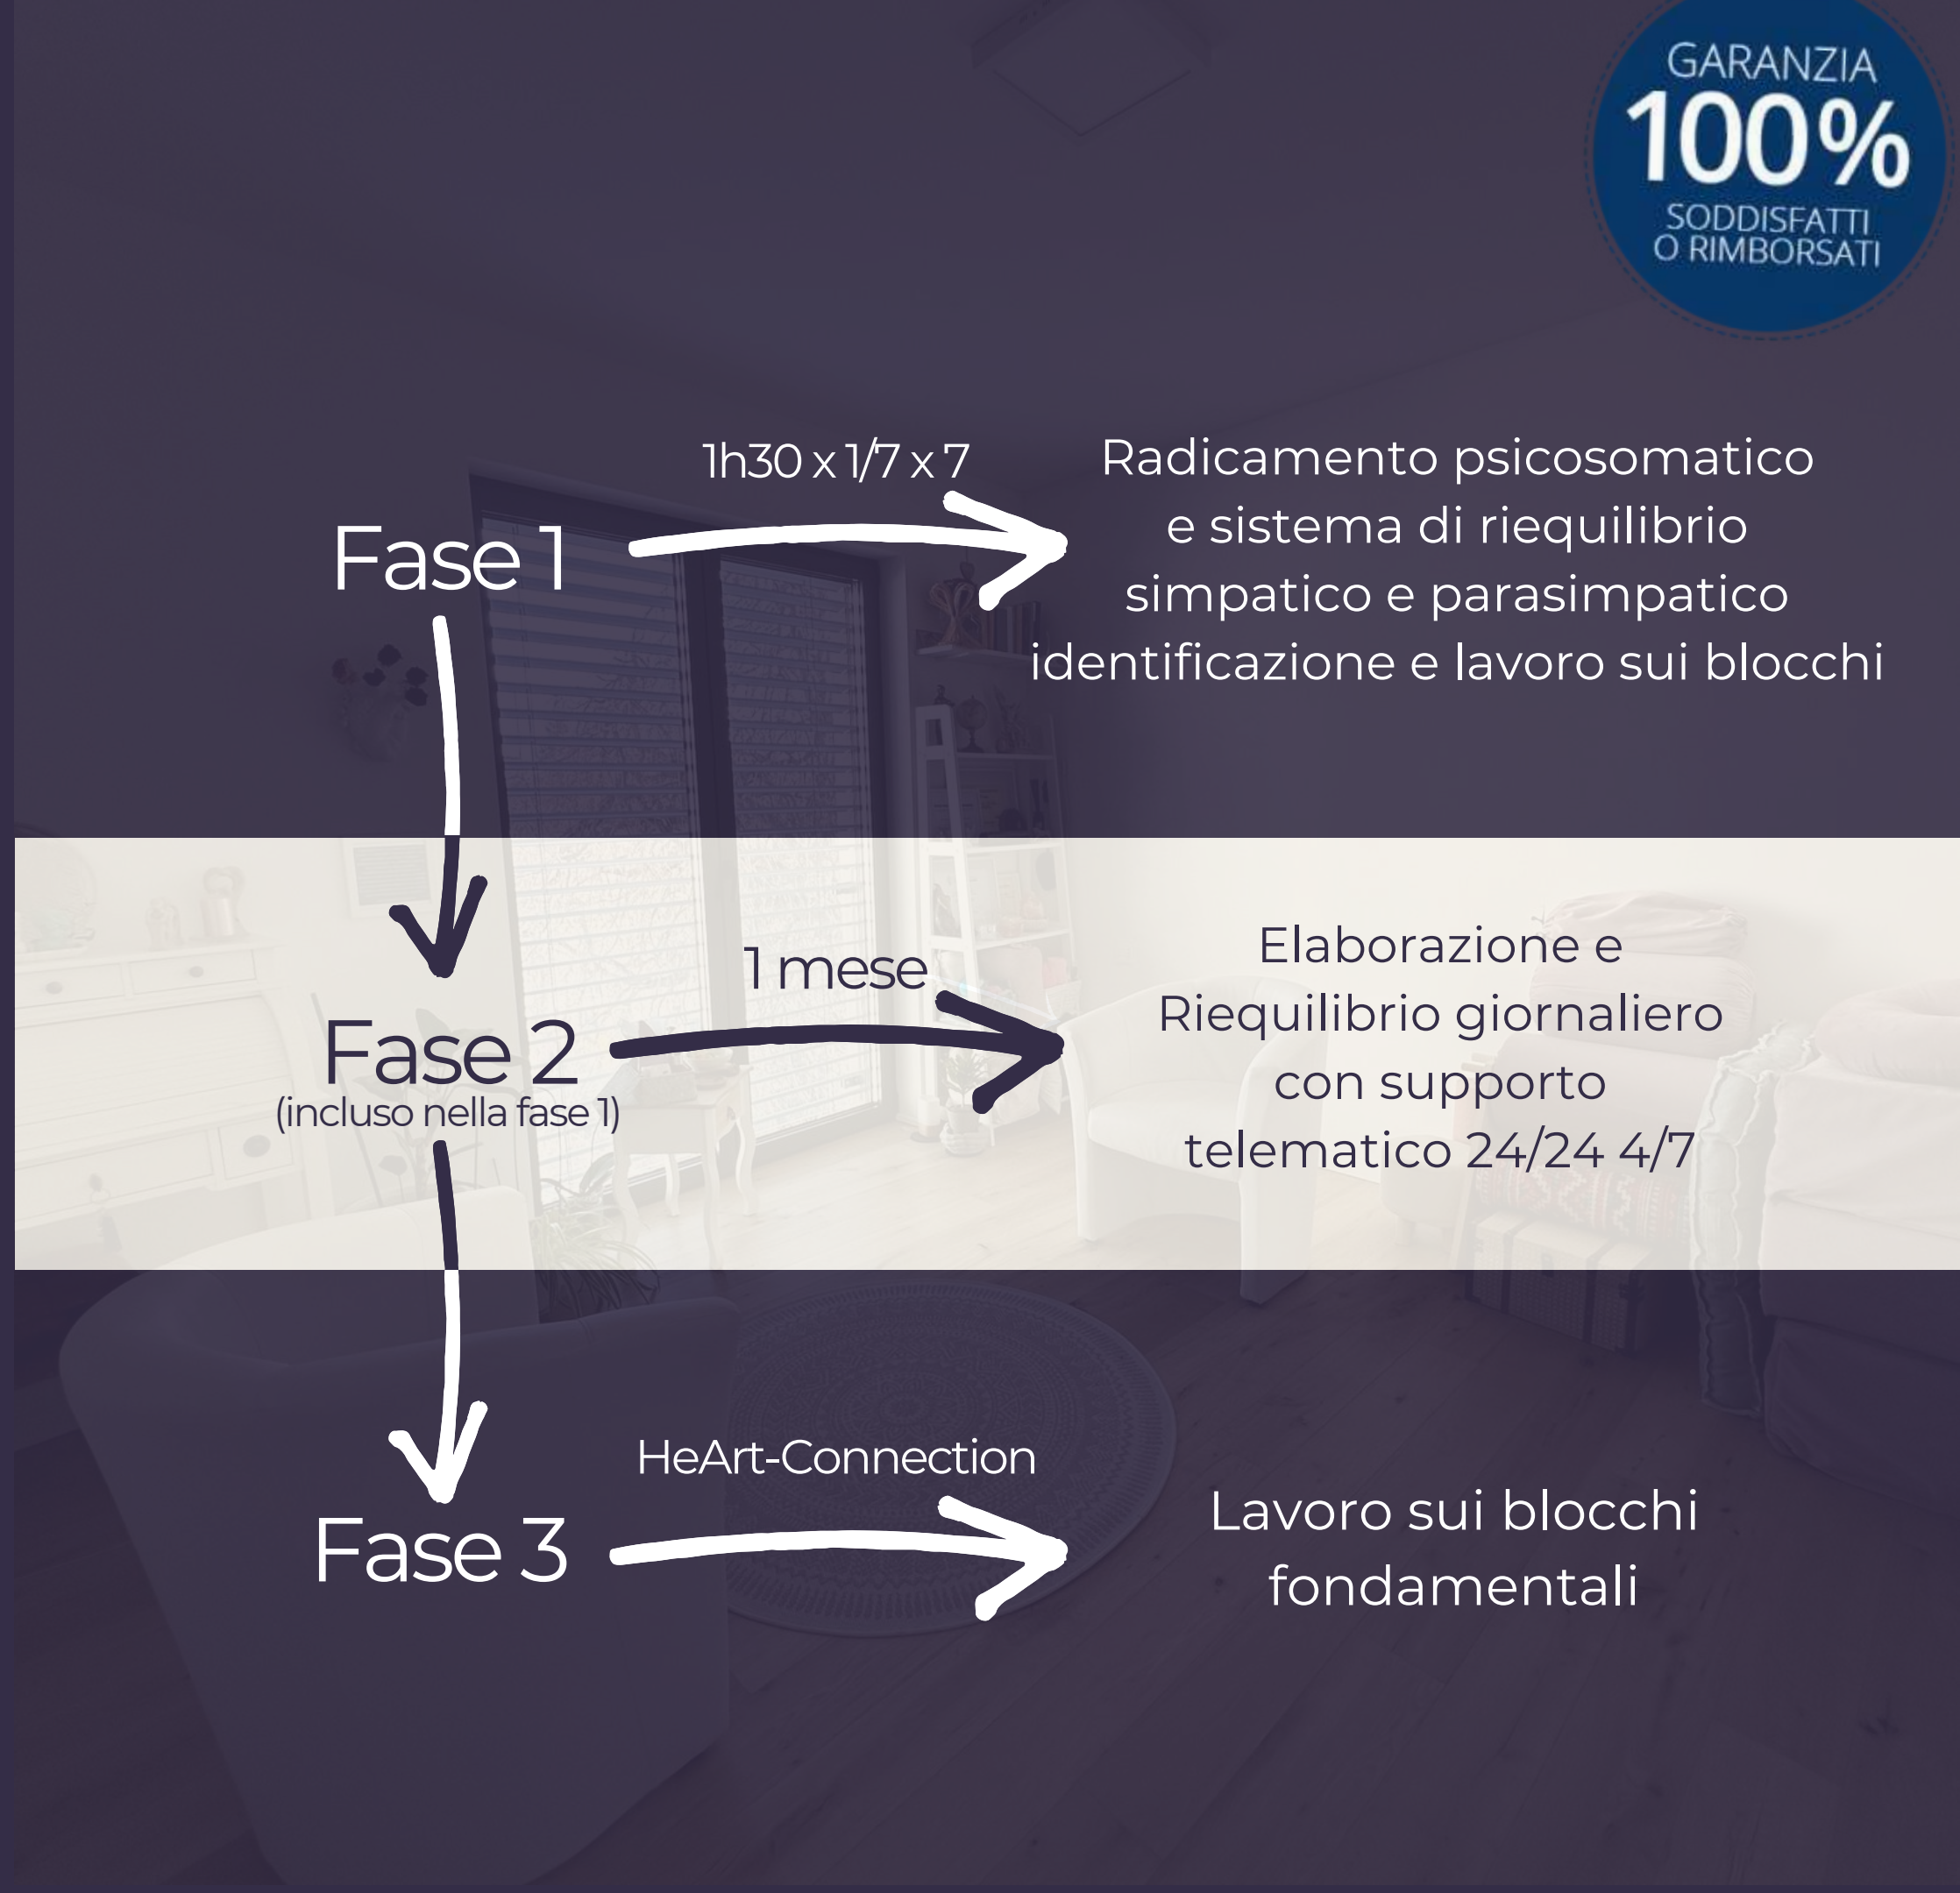 GARANZIA
100%
SODDISFATTI
O RIMBORSATI
1h30 x 1/7 x 7
Fase 1
Radicamento psicosomatico
e sistema di riequilibrio
simpatico e parasimpatico
identificazione e lavoro sui blocchi
1 mese
Fase 2
(incluso nella fase 1)
Elaborazione e
Riequilibrio giornaliero
con supporto
telematico 24/24 4/7
HeArt-Connection
Fase 3
Lavoro sui blocchi
fondamentali